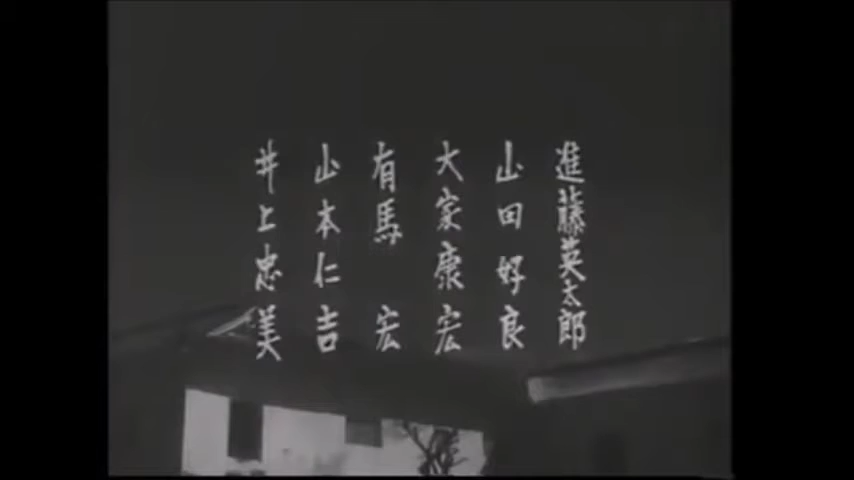 進藤英太郎
山田好良
大家康宏
有馬宏
山本仁吉
井上忠美